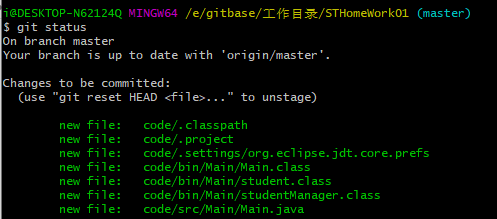 i@DESKTOP-N62124Q MINGW64 /e/gitbase/工作目录/STHomeWork01 (master)
$ git status
On branch master
Your branch is up to date with 'origin/master'.
Changes to be committed:
(use "git reset HEAD <file>..." to unstage)
new file: code/.classpath
new file: code/.project
new file: code/.settings/org.eclipse.jdt.core.prefs
new file: code/bin/Main/Main.class
new file: code/bin/Main/student.class
new file: code/bin/Main/studentManager.class
new file: code/src/Main/Main.java